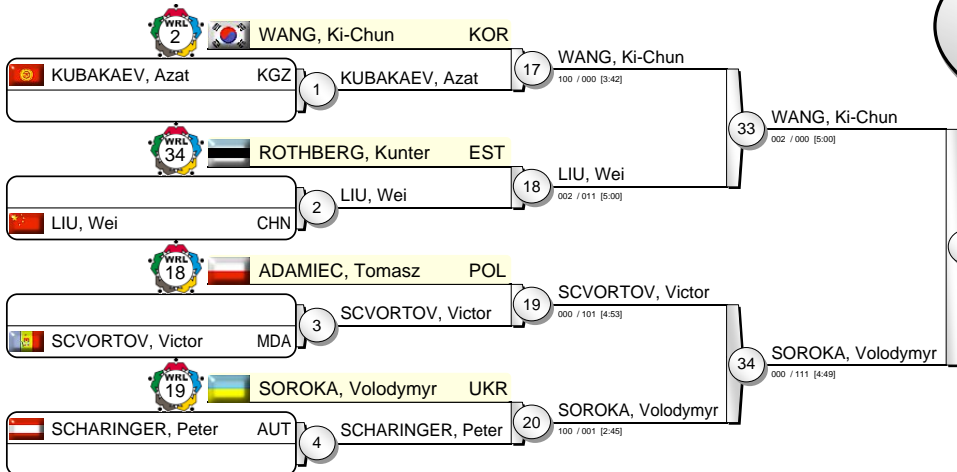 WRL
2
WANG, Ki-Chun KOR
KUBAKAEV, Azat KGZ
1
KUBAKAEV, Azat
17
WANG, Ki-Chun
100 / 000 [3:42]
WRL
34
ROTHBERG, Kunter EST
LIU, Wei CHN
2
LIU, Wei
18
LIU, Wei
002 / 011 [5:00]
33
WANG, Ki-Chun
002 / 000 [5:00]
WRL
18
ADAMIEC, Tomasz POL
SCVORTOV, Victor MDA
3
SCVORTOV, Victor
19
SCVORTOV, Victor
000 / 101 [4:53]
WRL
19
SOROKA, Volodymyr UKR
SCHARINGER, Peter AUT
4
SCHARINGER, Peter
20
SOROKA, Volodymyr
100 / 001 [2:45]
34
SOROKA, Volodymyr
000 / 111 [4:49]